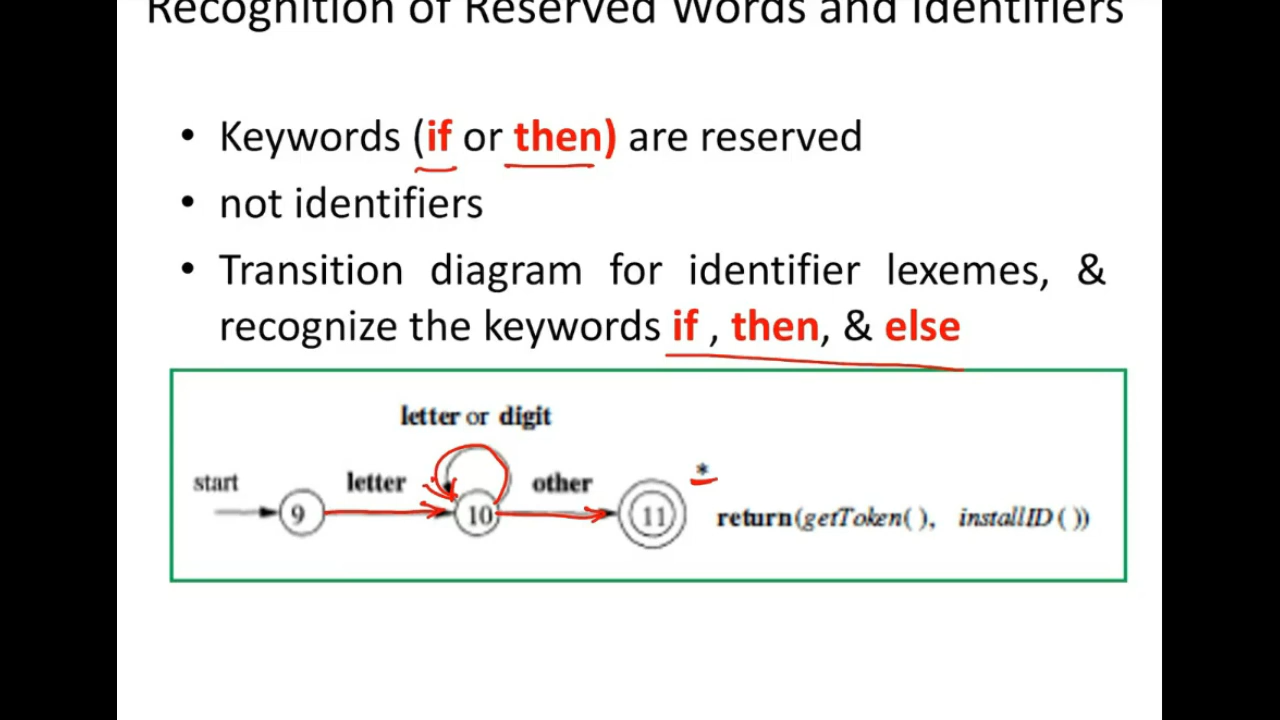 Recognition of Reserved Words and Identifiers
• Keywords (if or then) are reserved
• not identifiers
• Transition diagram for identifier lexemes, &
recognize the keywords if , then, & else
letter or digit
start letter other *
9 10 11 return(getToken( ), installID ( ))